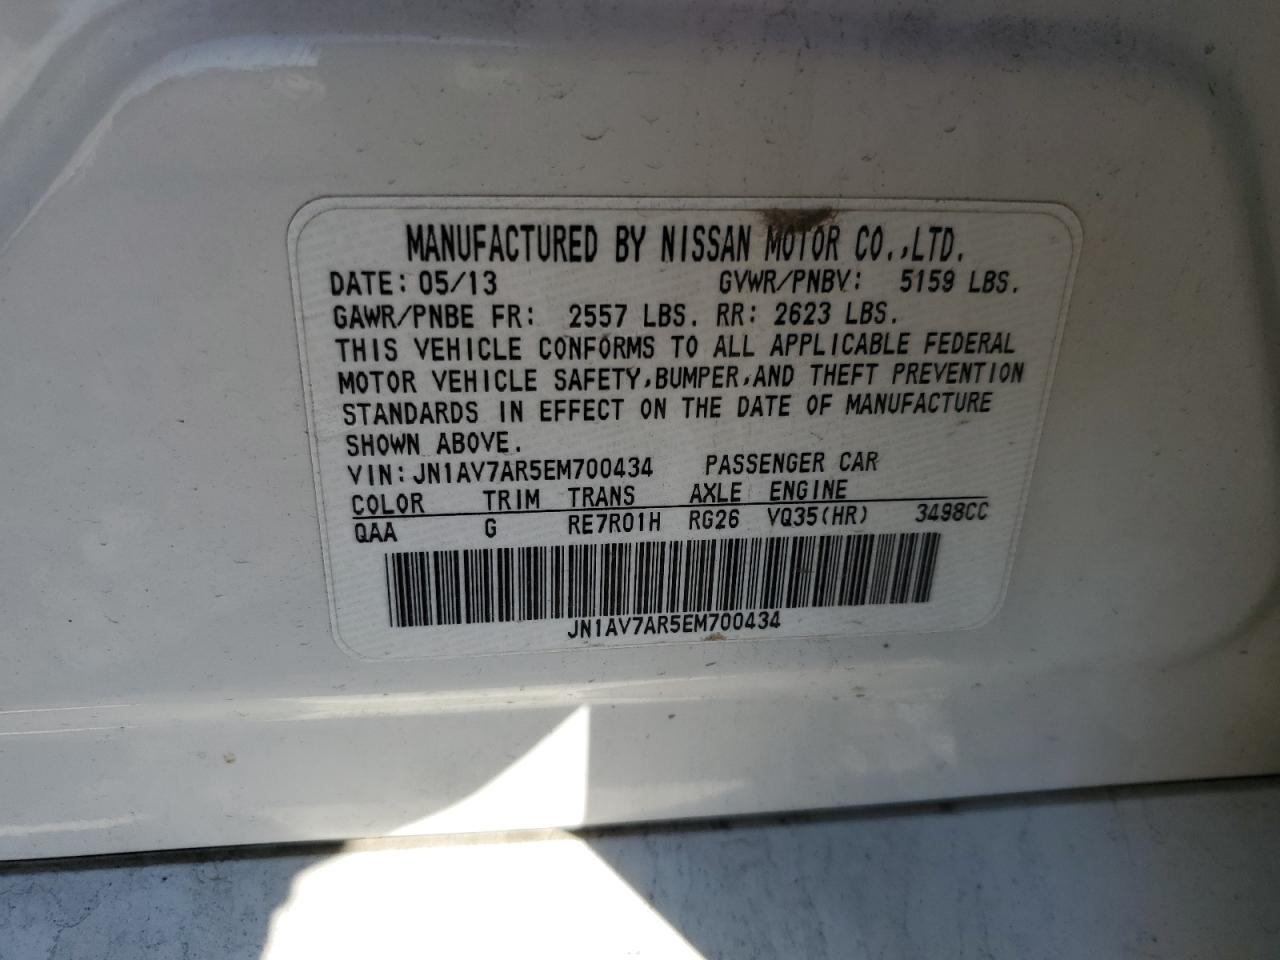 MANUFACTURED BY NISSAN MOTOR CO.,LTD.
DATE: 05/13 GVWR/PNBV: 5159 LBS.
GAWR/PNBE FR: 2557 LBS. RR: 2623 LBS.
THIS VEHICLE CONFORMS TO ALL APPLICABLE FEDERAL
MOTOR VEHICLE SAFETY,BUMPER,AND THEFT PREVENTION
STANDARDS IN EFFECT ON THE DATE OF MANUFACTURE
SHOWN ABOVE.
VIN:JN1AV7AR5EM700434 PASSENGER CAR
COLOR TRIM TRANS AXLE ENGINE
QAA G RE7R01H RG26 VQ35(HR) 3498CC
JN1AV7AR5EM700434